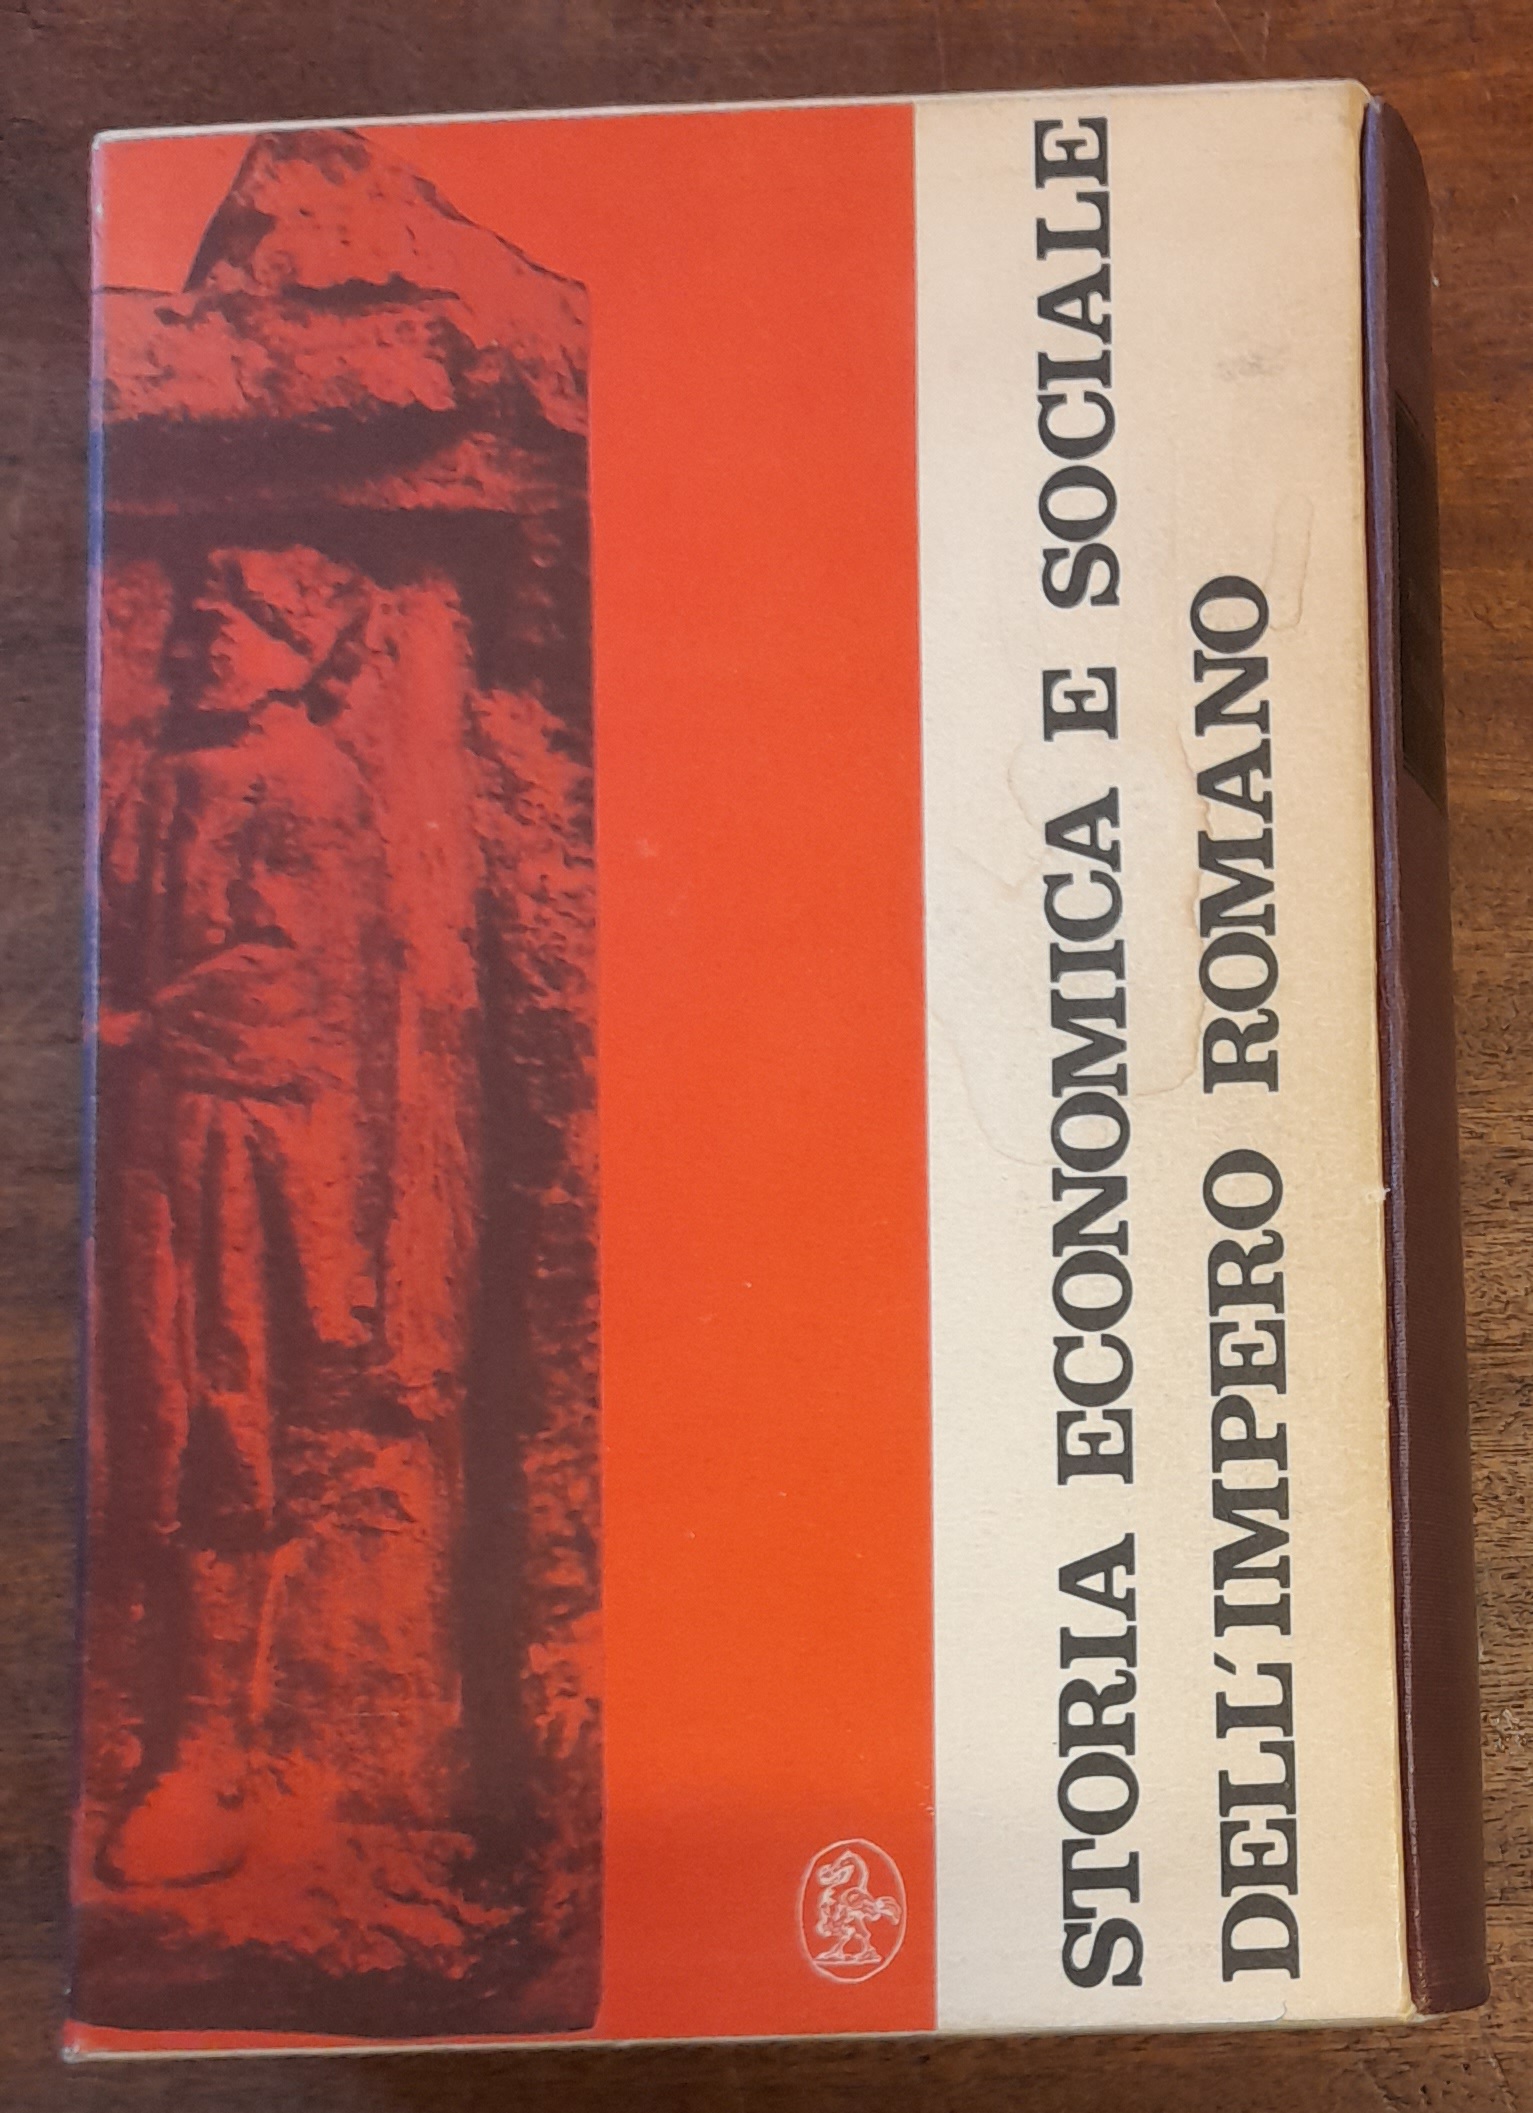 STORIA ECONOMICA E SOCIALE
DELL'IMPERO ROMANO